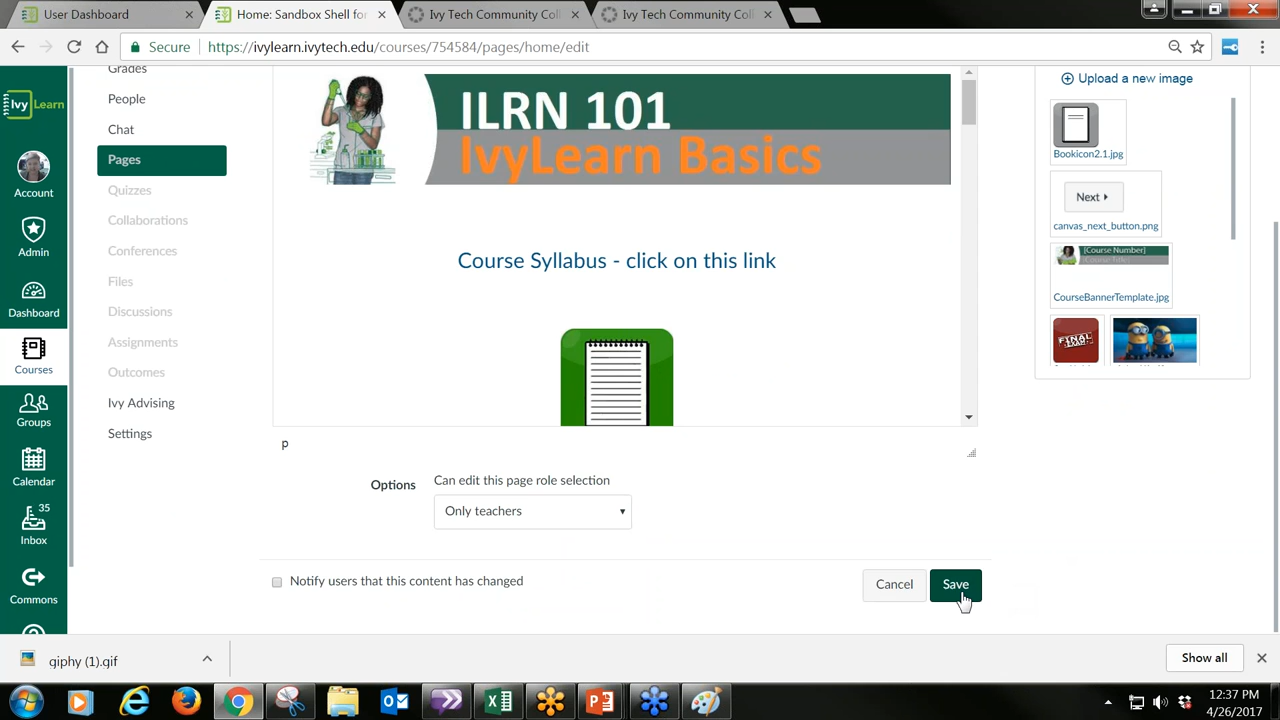 User Dashboard
Home: Sandbox Shell for
Ivy Tech Community Coll
Ivy Tech Community Coll
Secure
https://ivylearn.ivytech.edu/courses/754584/pages/home/edit
IvyLearn
Account
Admin
Dashboard
Courses
Groups
Calendar
35
Inbox
Commons
Grades
People
Chat
Pages
Quizzes
Collaborations
Conferences
Files
Discussions
Assignments
Outcomes
Ivy Advising
Settings
ILRN 101
IvyLearn Basics
Course Syllabus - click on this link
p
Options
Can edit this page role selection
Only teachers
Notify users that this content has changed
Cancel
Save
Upload a new image
Bookicon2.1.jpg
Next
canvas_next_button.png
[Course Number]
CourseBannerTemplate.jpg
FINAL
giphy (1).gif
Show all
12:37 PM
4/26/2017